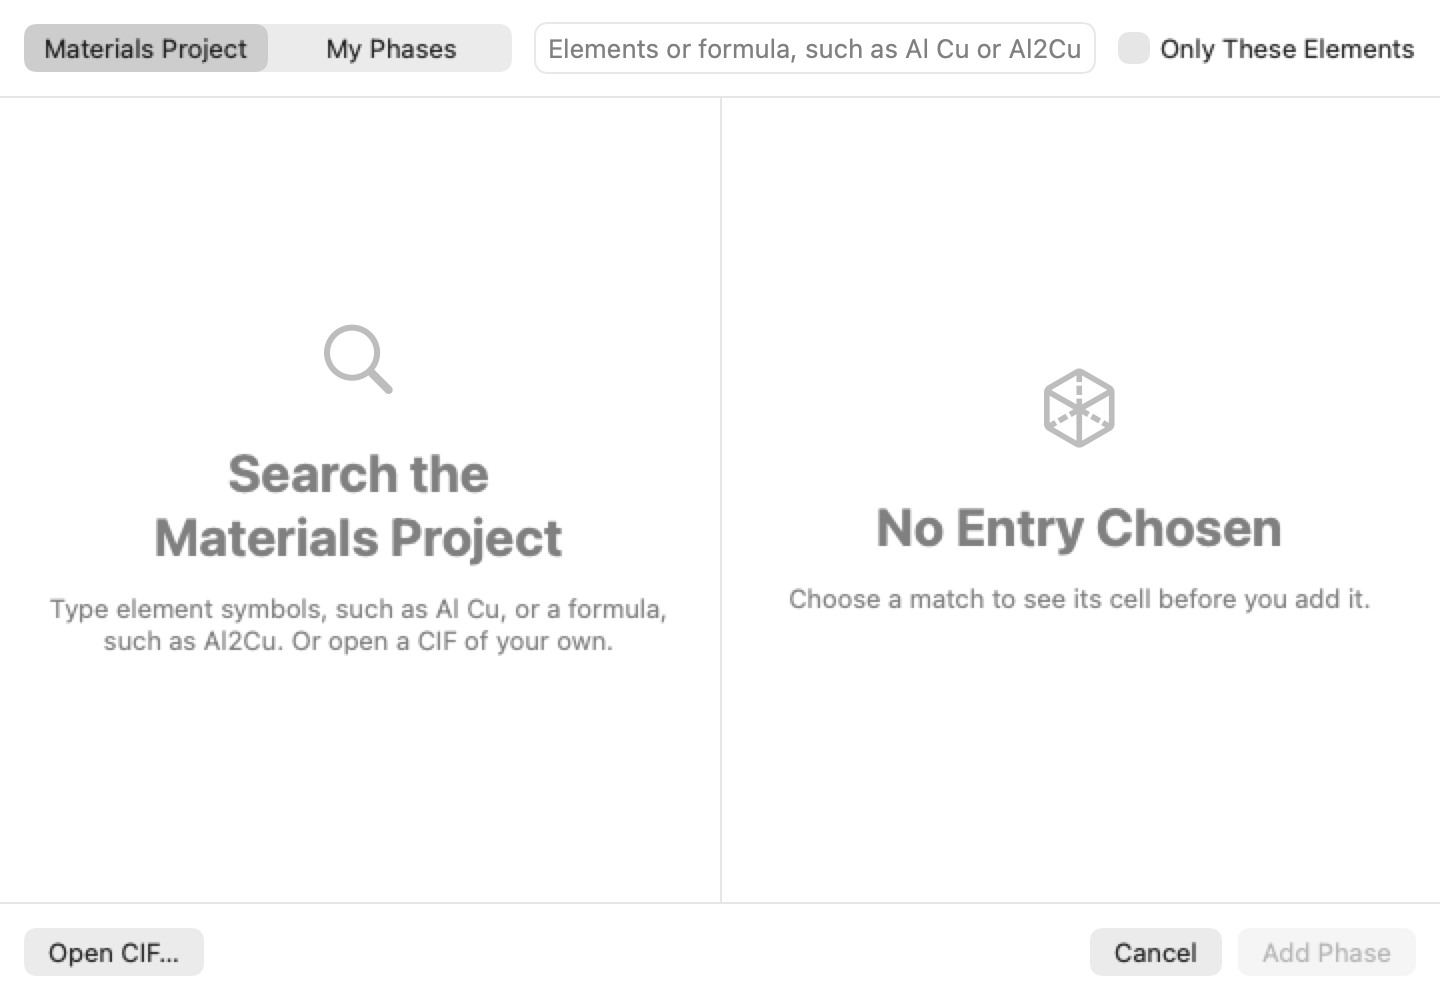 Materials Project
My Phases
Elements or formula, such as Al Cu or Al2Cu
Only These Elements
Search the
Materials Project
Type element symbols, such as Al Cu, or a formula,
such as Al2Cu. Or open a CIF of your own.
No Entry Chosen
Choose a match to see its cell before you add it.
Open CIF...
Cancel
Add Phase